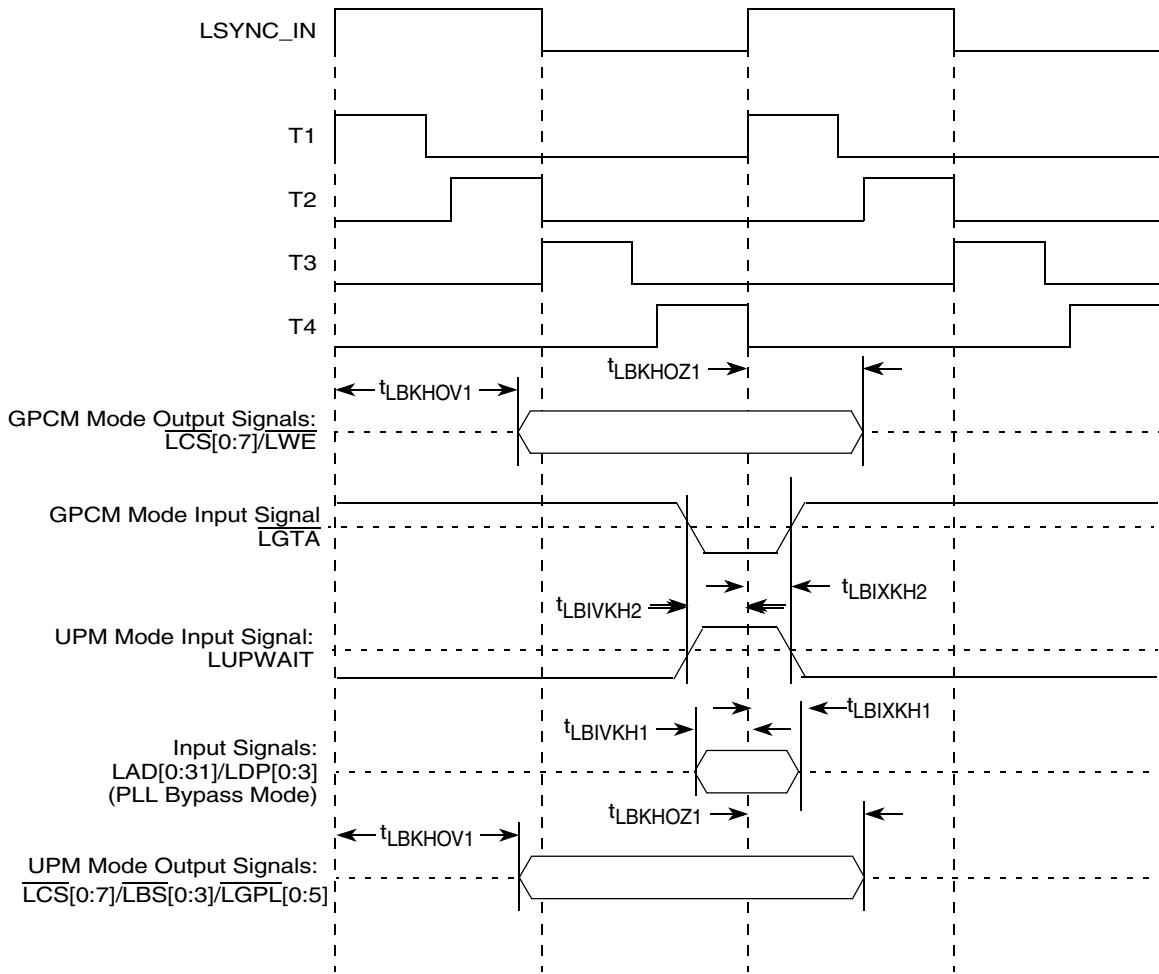 LSYNC_IN
T1
T2
T3
T4
tLBKHOZ1
tLBKHOV1
GPCM Mode Output Signals:
LCS[0:7]/LWE
GPCM Mode Input Signal
LGTA
tLBIXKH2
tLBIVKH2
UPM Mode Input Signal:
LUPWAIT
tLBIXKH1
tLBIVKH1
Input Signals:
LAD[0:31]/LDP[0:3]
(PLL Bypass Mode)
tLBKHOZ1
tLBKHOV1
UPM Mode Output Signals:
LCS[0:7]/LBS[0:3]/LGPL[0:5]